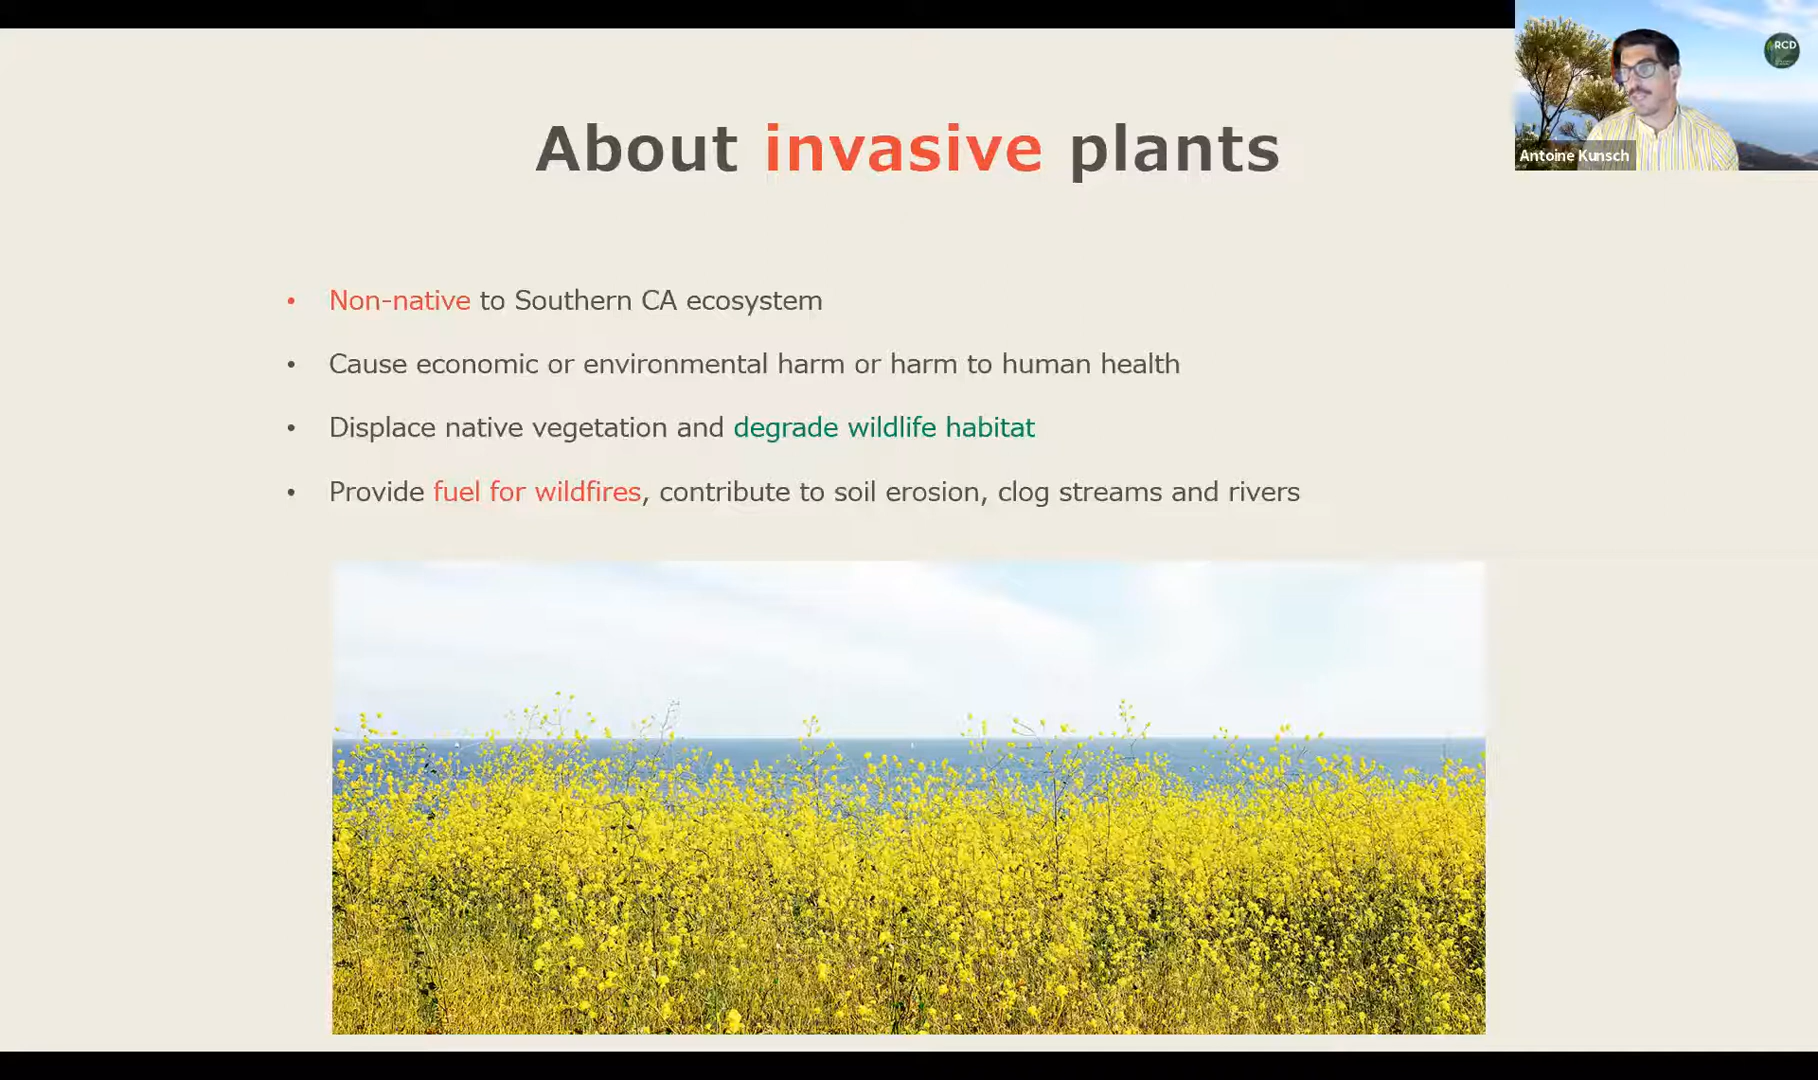 About invasive plants
RCD
Antoine Kunsch
• Non-native to Southern CA ecosystem
• Cause economic or environmental harm or harm to human health
• Displace native vegetation and degrade wildlife habitat
• Provide fuel for wildfires, contribute to soil erosion, clog streams and rivers